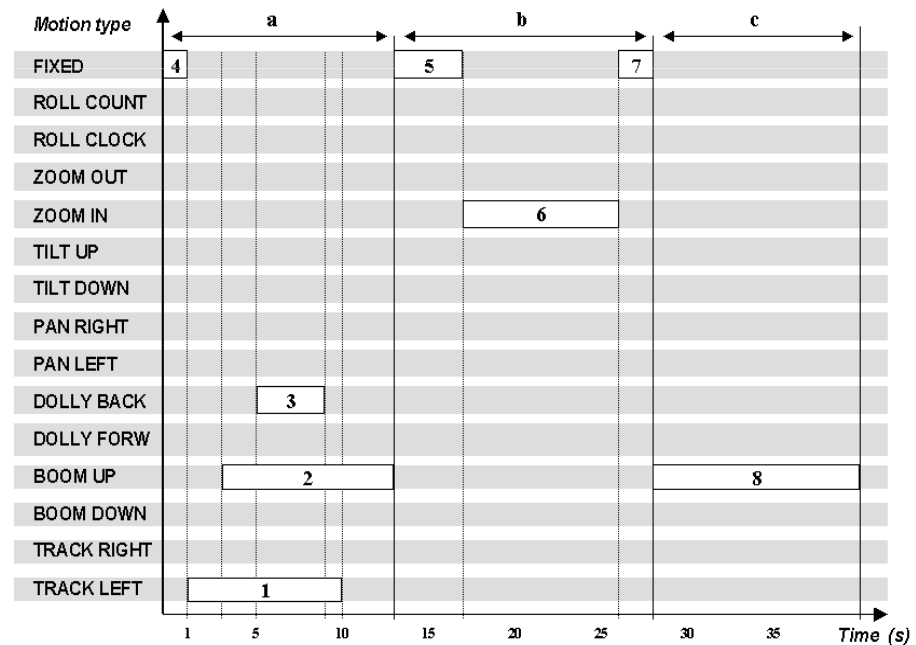 Motion type a b c
FIXED 4 5 7
ROLL COUNT
ROLL CLOCK
ZOOM OUT
ZOOM IN 6
TILT UP
TILT DOWN
PAN RIGHT
PAN LEFT
DOLLY BACK 3
DOLLY FORW
BOOM UP 2 8
BOOM DOWN
TRACK RIGHT
TRACK LEFT 1
1 5 10 15 20 25 30 35 Time (s)